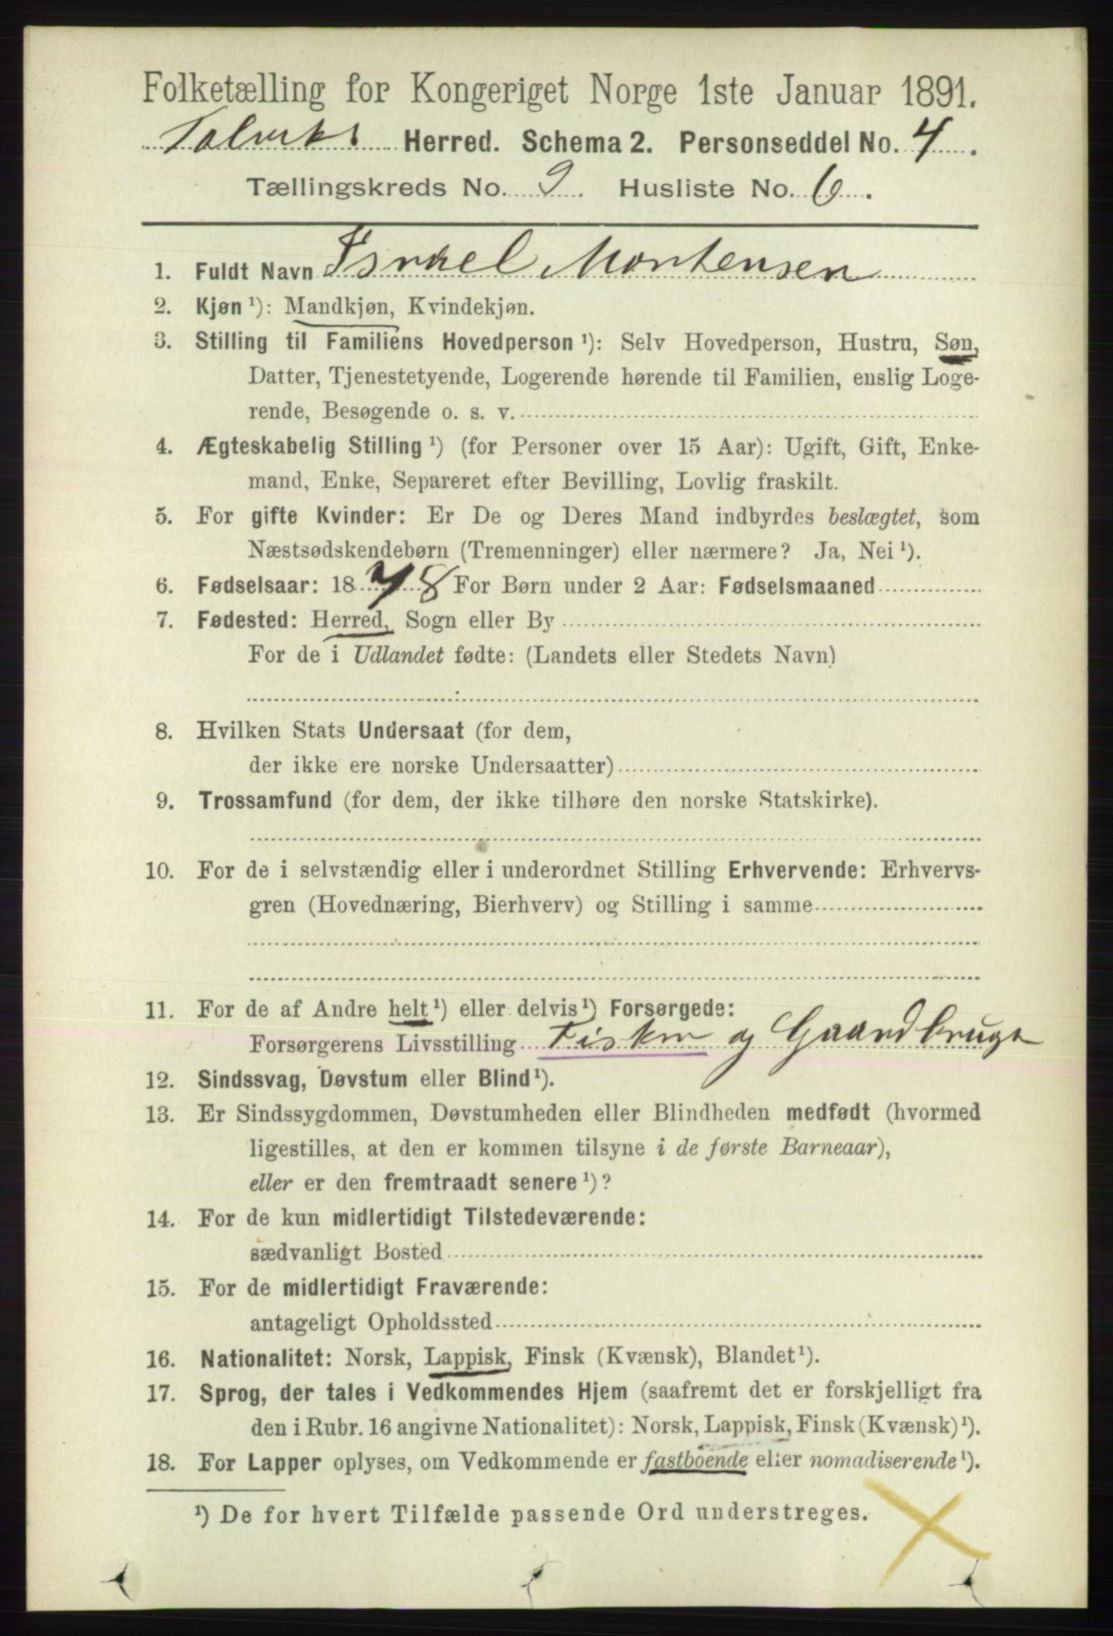 Folketælling for Kongeriget Norge 1ste Januar 1891.
Talviks Herred. Schema 2. Personseddel No. 4.
Tællingskreds No. 9. Husliste No. 6.
1. Fuldt Navn Israel Mortensen
2. Kjøn ¹): Mandkjøn, Kvindekjøn.
3. Stilling til Familiens Hovedperson ¹): Selv Hovedperson, Hustru, Søn,
Datter, Tjenestetyende, Logerende hørende til Familien, enslig Loge-
rende, Besøgende o. s. v.
4. Ægteskabelig Stilling ¹) (for Personer over 15 Aar): Ugift, Gift, Enke-
mand, Enke, Separeret efter Bevilling, Lovlig fraskilt.
5. For gifte Kvinder: Er De og Deres Mand indbyrdes beslægtet, som
Næstsødskendebørn (Tremenninger) eller nærmere? Ja, Nei ¹).
6. Fødselsaar: 1878 For Børn under 2 Aar: Fødselsmaaned
7. Fødested: Herred, Sogn eller By
For de i Udlandet fødte: (Landets eller Stedets Navn)
8. Hvilken Stats Undersaat (for dem,
der ikke ere norske Undersaatter)
9. Trossamfund (for dem, der ikke tilhøre den norske Statskirke).
10. For de i selvstændig eller i underordnet Stilling Erhvervende: Erhvervs-
gren (Hovednæring, Bierhverv) og Stilling i samme
11. For de af Andre helt ¹) eller delvis ¹) Forsørgede:
Forsørgerens Livsstilling Fisker og Gaardbruger
12. Sindssvag, Døvstum eller Blind ¹).
13. Er Sindssygdommen, Døvstumheden eller Blindheden medfødt (hvormed
ligestilles, at den er kommen tilsyne i de første Barneaar),
eller er den fremtraadt senere ¹)?
14. For de kun midlertidigt Tilstedeværende:
sædvanligt Bosted
15. For de midlertidigt Fraværende:
antageligt Opholdssted
16. Nationalitet: Norsk, Lappisk, Finsk (Kvænsk), Blandet ¹).
17. Sprog, der tales i Vedkommendes Hjem (saafremt det er forskjelligt fra
den i Rubr. 16 angivne Nationalitet): Norsk, Lappisk, Finsk (Kvænsk) ¹).
18. For Lapper oplyses, om Vedkommende er fastboende eller nomadiserende ¹).
¹) De for hvert Tilfælde passende Ord understreges.